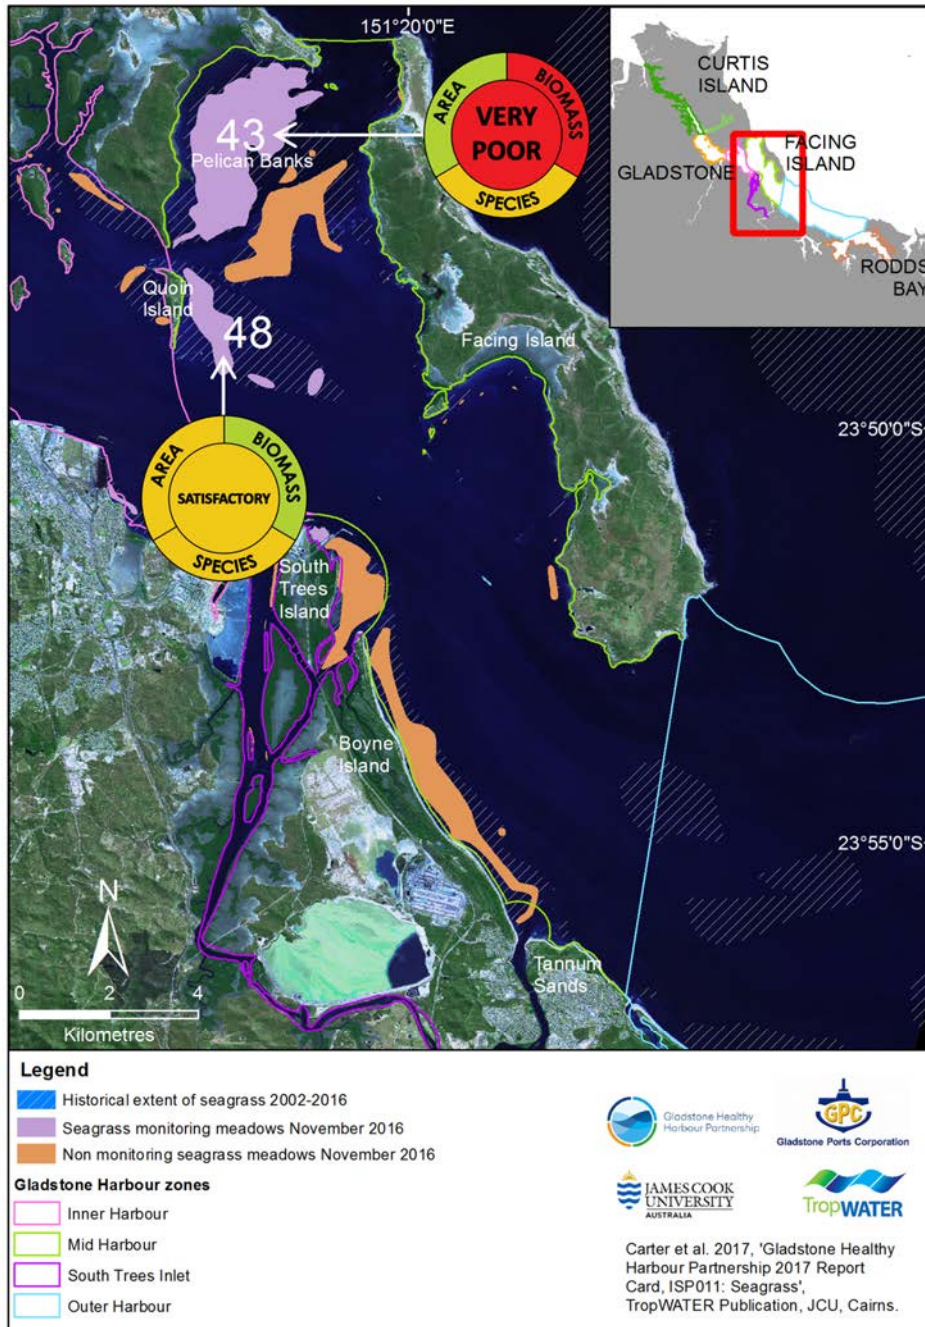 151°20'0"E
CURTIS
ISLAND
FACING
ISLAND
GLADSTONE
RODDS
BAY
AREA
BIOMASS
VERY
POOR
SPECIES
43
Pelican Banks
Quoin
Island
48
Facing Island
23°50'0"S
AREA
BIOMASS
SATISFACTORY
SPECIES
South
Trees
Island
Boyne
Island
23°55'0"S
N
Tannum
Sands
0 2 4
Kilometres
Legend
Historical extent of seagrass 2002-2016
Seagrass monitoring meadows November 2016
Non monitoring seagrass meadows November 2016
Gladstone Harbour zones
Inner Harbour
Mid Harbour
South Trees Inlet
Outer Harbour
Gladstone Healthy
Harbour Partnership
GPC
Gladstone Ports Corporation
JAMES COOK
UNIVERSITY
AUSTRALIA
TropWATER
Carter et al. 2017, 'Gladstone Healthy
Harbour Partnership 2017 Report
Card, ISP011: Seagrass',
TropWATER Publication, JCU, Cairns.